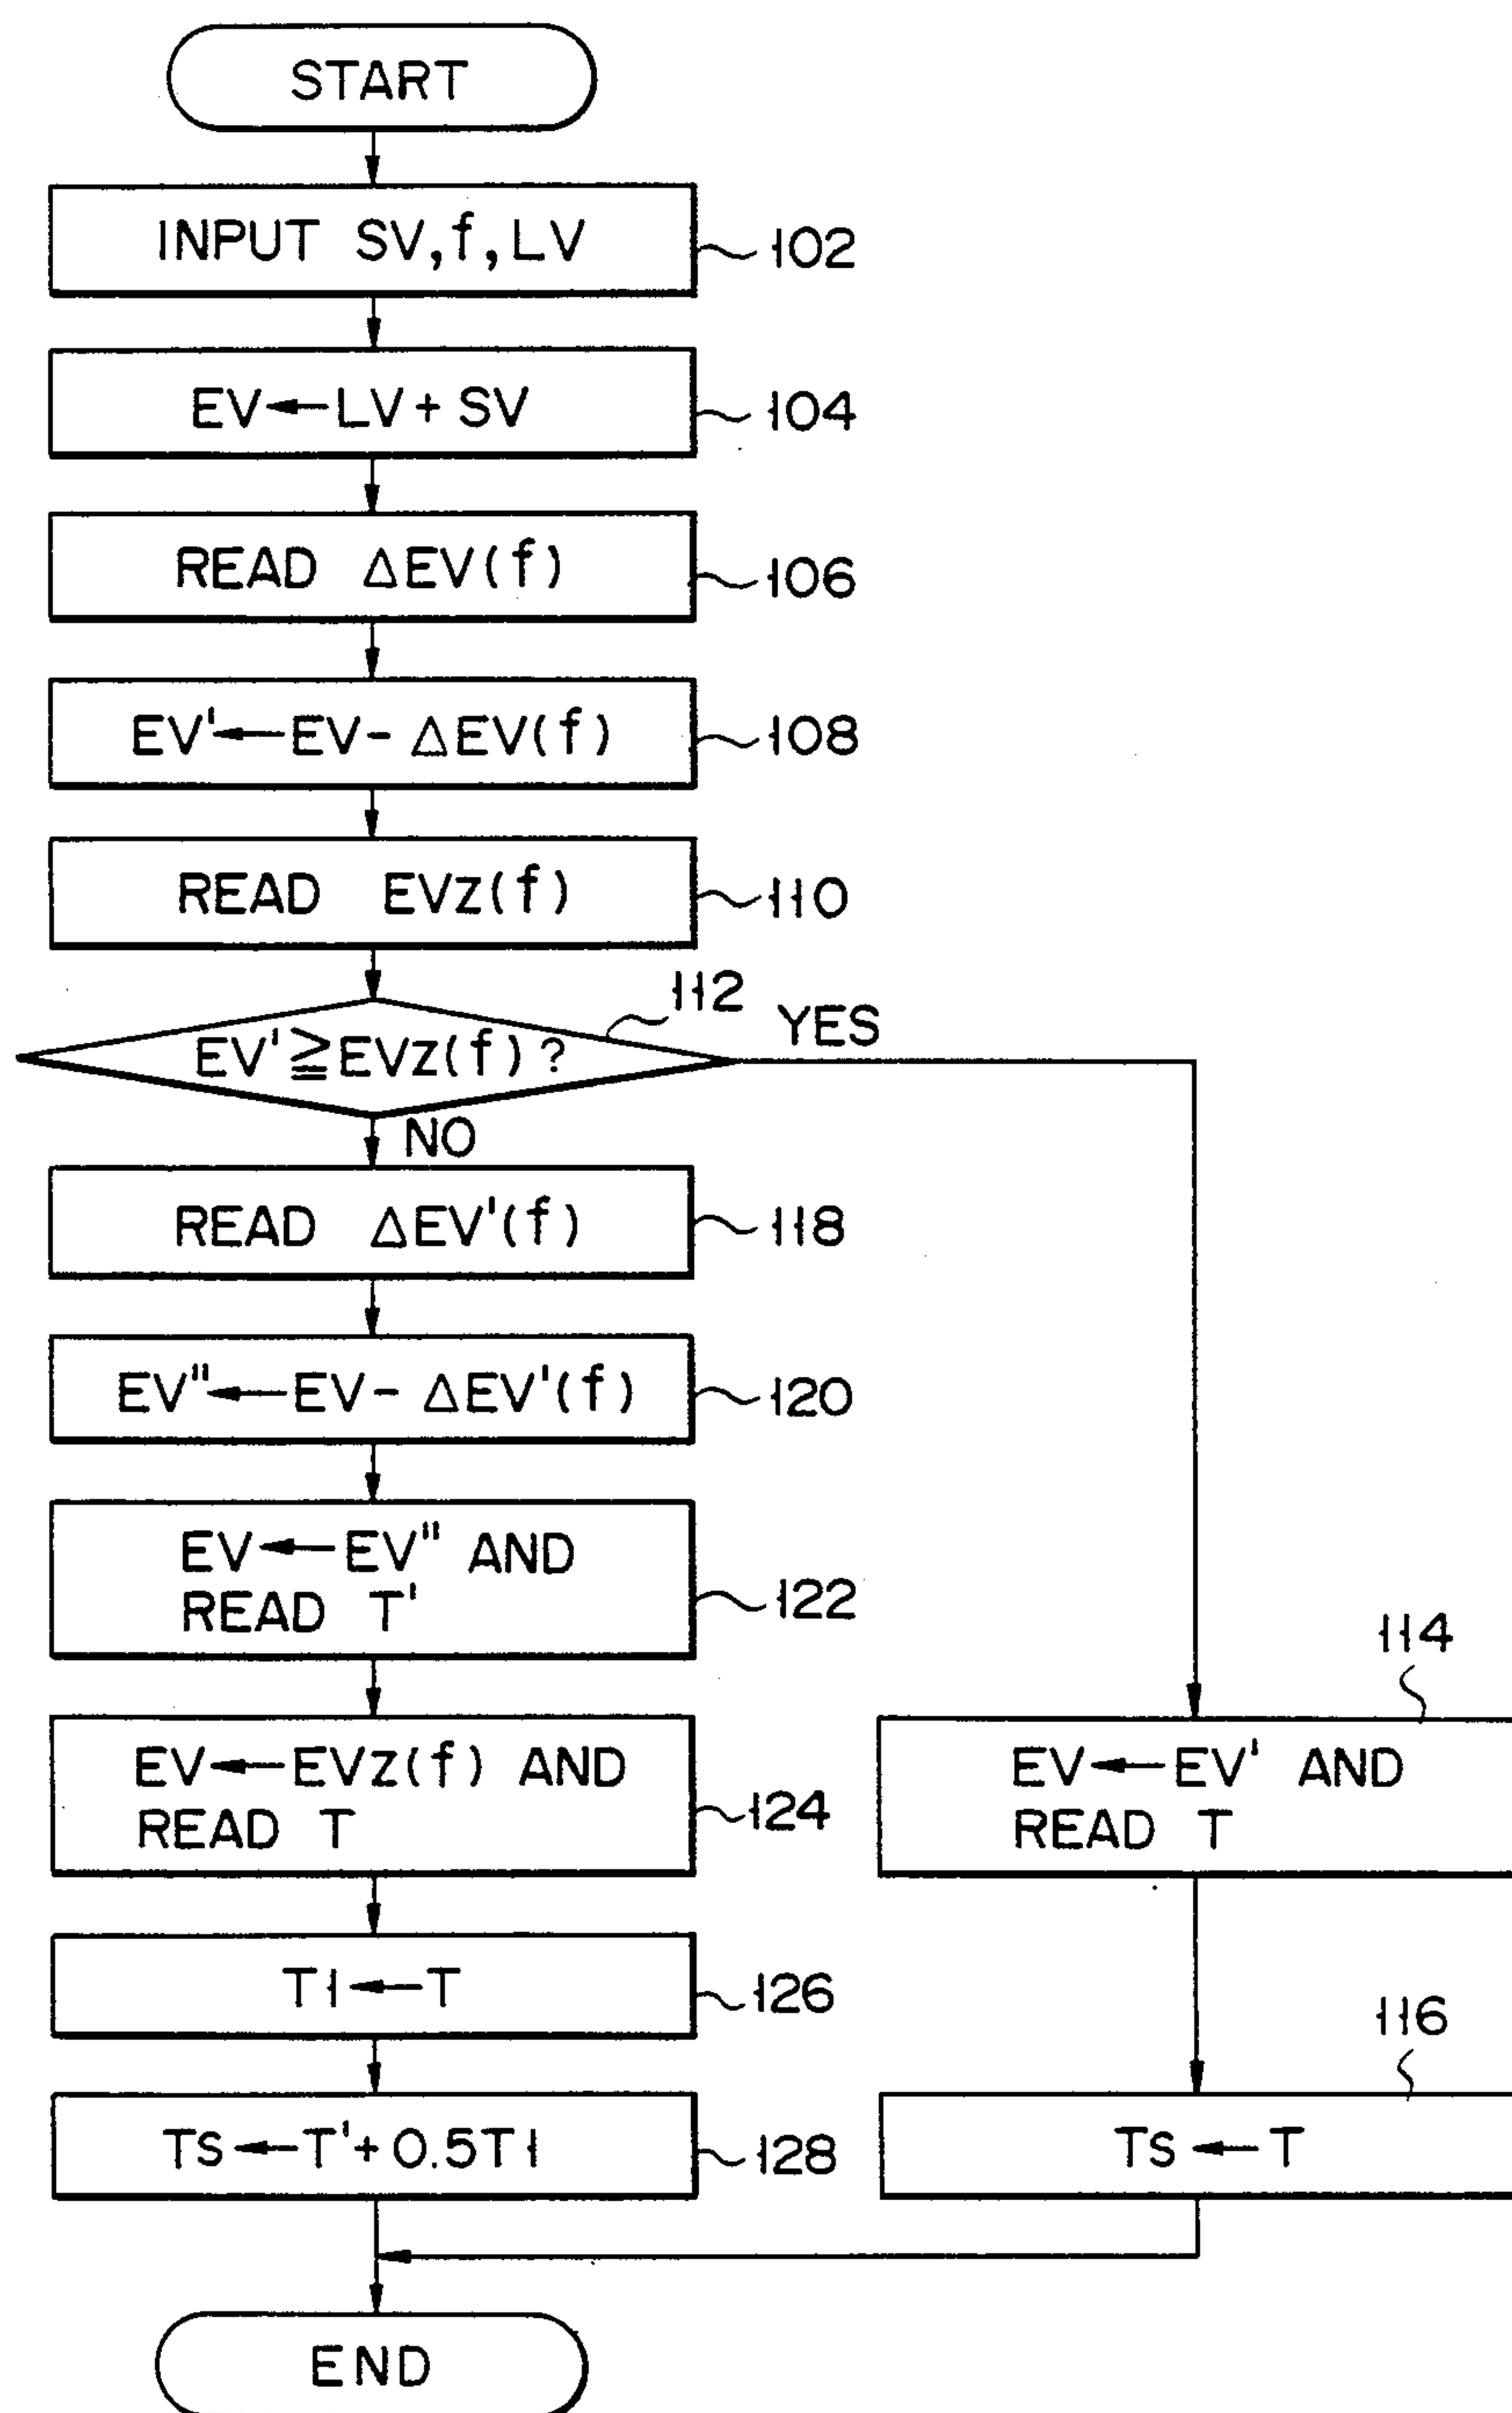 START
INPUT SV,f,LV
102
EV←LV+SV
104
READ ΔEV(f)
106
EV'←EV-ΔEV(f)
108
READ EVz(f)
110
EV'≧EVz(f)?
112
YES
NO
READ ΔEV'(f)
118
EV"←EV-ΔEV'(f)
120
EV←EV" AND
READ T'
122
EV←EVz(f) AND
READ T
124
EV←EV' AND
READ T
114
T1←T
126
TS←T'+0.5T1
128
TS←T
116
END